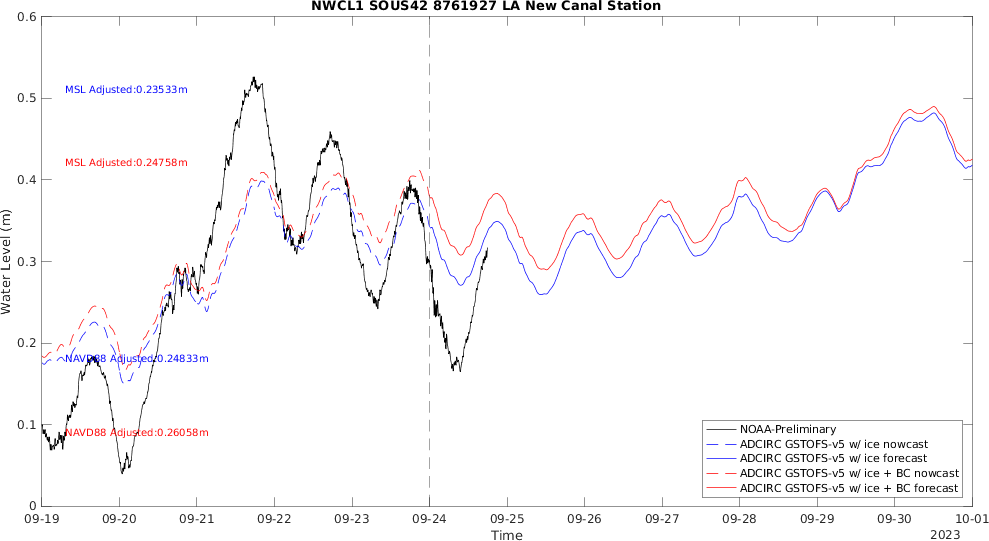 NWCL1 SOUS42 8761927 LA New Canal Station
0.6
0.5
0.4
0.3
0.2
0.1
0
Water Level (m)
MSL Adjusted:0.23533m
MSL Adjusted:0.24758m
NAVD88 Adjusted:0.24833m
NAVD88 Adjusted:0.26058m
NOAA-Preliminary
ADCIRC GSTOFS-v5 w/ ice nowcast
ADCIRC GSTOFS-v5 w/ ice forecast
ADCIRC GSTOFS-v5 w/ ice + BC nowcast
ADCIRC GSTOFS-v5 w/ ice + BC forecast
09-19 09-20 09-21 09-22 09-23 09-24 09-25 09-26 09-27 09-28 09-29 09-30 10-01
Time
2023